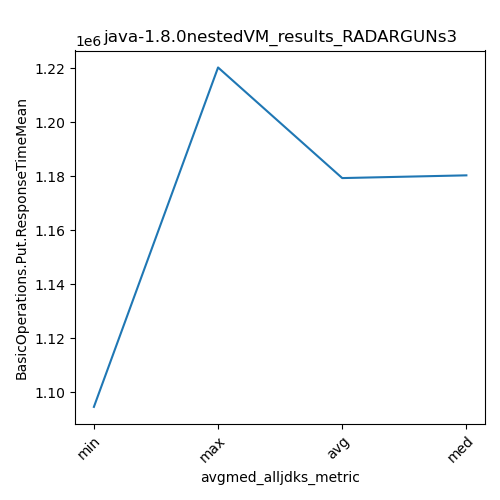 java-1.8.0nestedVM_results_RADARGUNs3
1e6
1.22
1.20
1.18
1.16
1.14
1.12
1.10
BasicOperations.Put.ResponseTimeMean
min
max
avg
med
avgmed_alljdks_metric